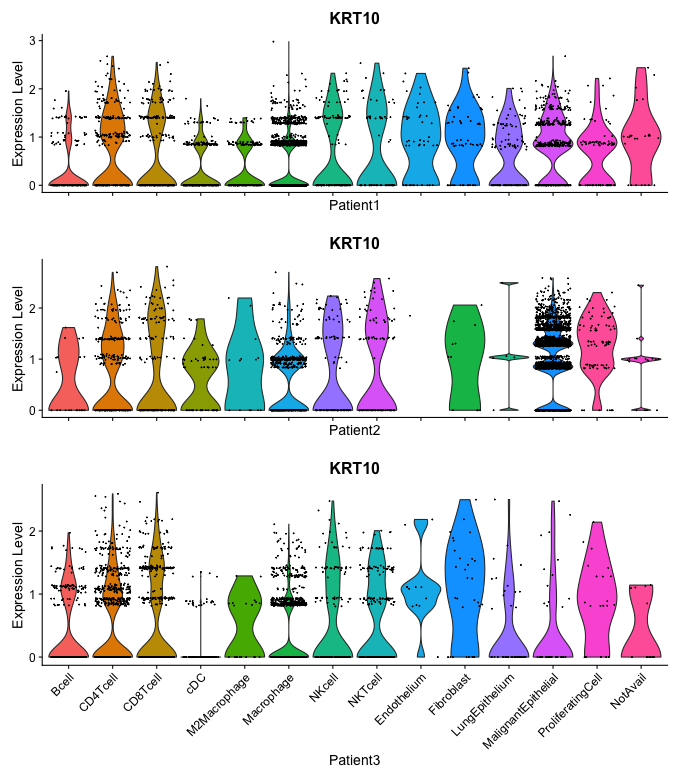 KRT10
Expression Level
3
2
1
0
Patient1
KRT10
Expression Level
2
1
0
Patient2
KRT10
Expression Level
2
1
0
Bcell
CD4Tcell
CD8Tcell
cDC
M2Macrophage
Macrophage
NKcell
NKTcell
Endothelium
Fibroblast
LungEpithelium
MalignantEpithelial
ProliferatingCell
NotAvail
Patient3